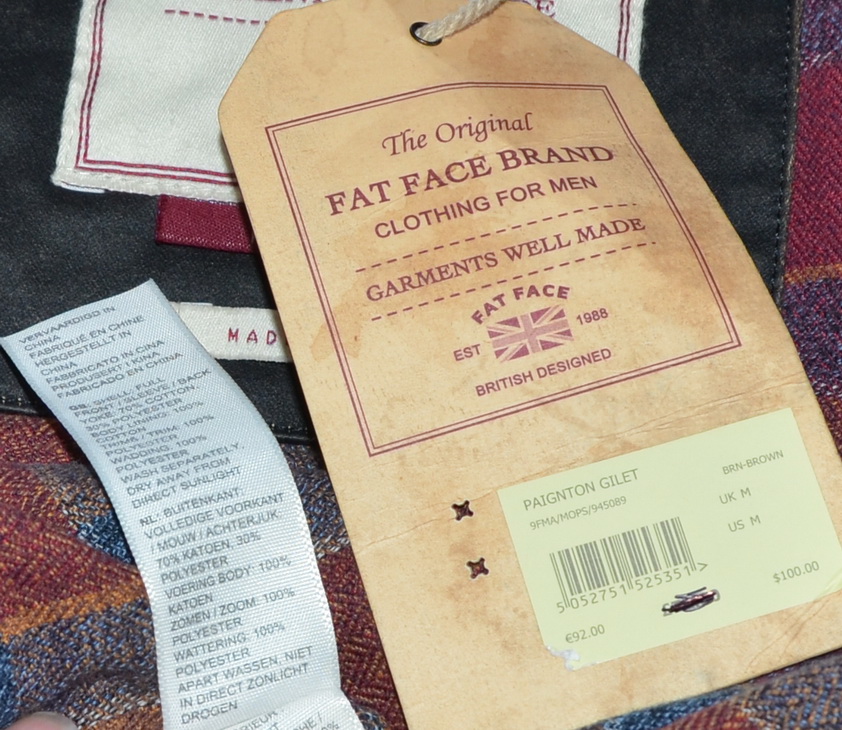 The Original
FAT FACE BRAND
CLOTHING FOR MEN
GARMENTS WELL MADE
FAT FACE
EST 1988
BRITISH DESIGNED
PAIGNTON GILET
9FMA/MOPS/945089
BRN-BROWN
UK M
US M
5 052751 525351 >
$100.00
€92.00
MAD
VERVAARDIGD IN
CHINA
FABRIQUÉ EN CHINE
HERGESTELLT IN
CHINA
FABBRICATO IN CINA
PRODUSERT I KINA
FABRICADO EN CHINA
GB: SHELL, FULL
FRONT / SLEEVE / BACK
YOKE: 70% COTTON,
30% POLYESTER
BODY LINING: 100%
COTTON
TRIMS / TRIM: 100%
POLYESTER
WADDING: 100%
POLYESTER
WASH SEPARATELY.
DRY AWAY FROM
DIRECT SUNLIGHT
NL: BUITENKANT:
VOLLEDIGE VOORKANT
/ MOUW / ACHTERJUK:
70% KATOEN, 30%
POLYESTER
VOERING BODY: 100%
KATOEN
ZOMEN / ZOOM: 100%
POLYESTER
WATTERING: 100%
POLYESTER
APART WASSEN, NIET
IN DIRECT ZONLICHT
DROGEN